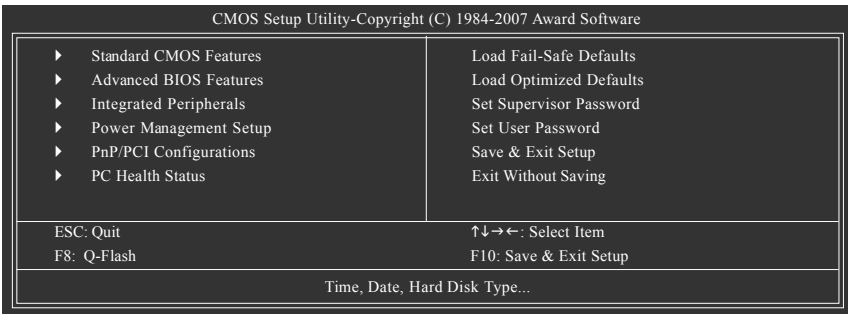 CMOS Setup Utility-Copyright (C) 1984-2007 Award Software
Standard CMOS Features
Advanced BIOS Features
Integrated Peripherals
Power Management Setup
PnP/PCI Configurations
PC Health Status
Load Fail-Safe Defaults
Load Optimized Defaults
Set Supervisor Password
Set User Password
Save & Exit Setup
Exit Without Saving
ESC: Quit
F8: Q-Flash
↑↓→←: Select Item
F10: Save & Exit Setup
Time, Date, Hard Disk Type...